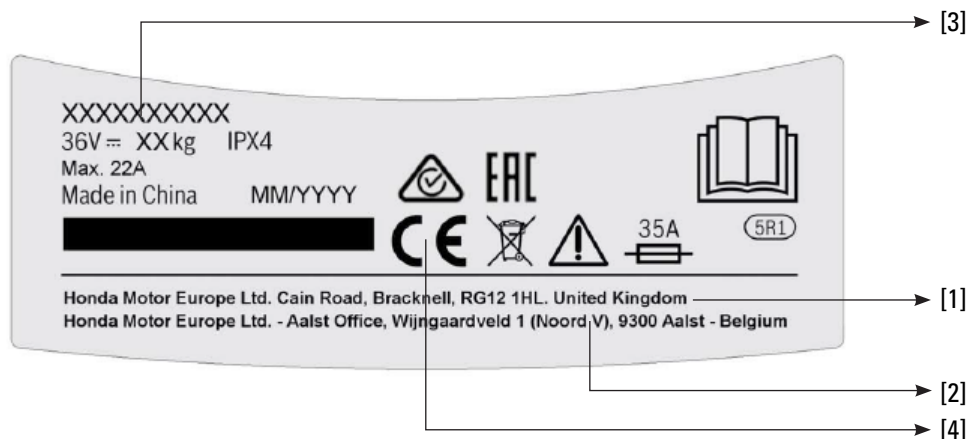 [3]
XXXXXXXXXX
36V XXkg IPX4
Max. 22A
Made in China MM/YYYY
EAC
CE
35A
5R1
Honda Motor Europe Ltd. Cain Road, Bracknell, RG12 1HL. United Kingdom
[1]
Honda Motor Europe Ltd. - Aalst Office, Wijngaardveld 1 (Noord V), 9300 Aalst - Belgium
[2]
[4]